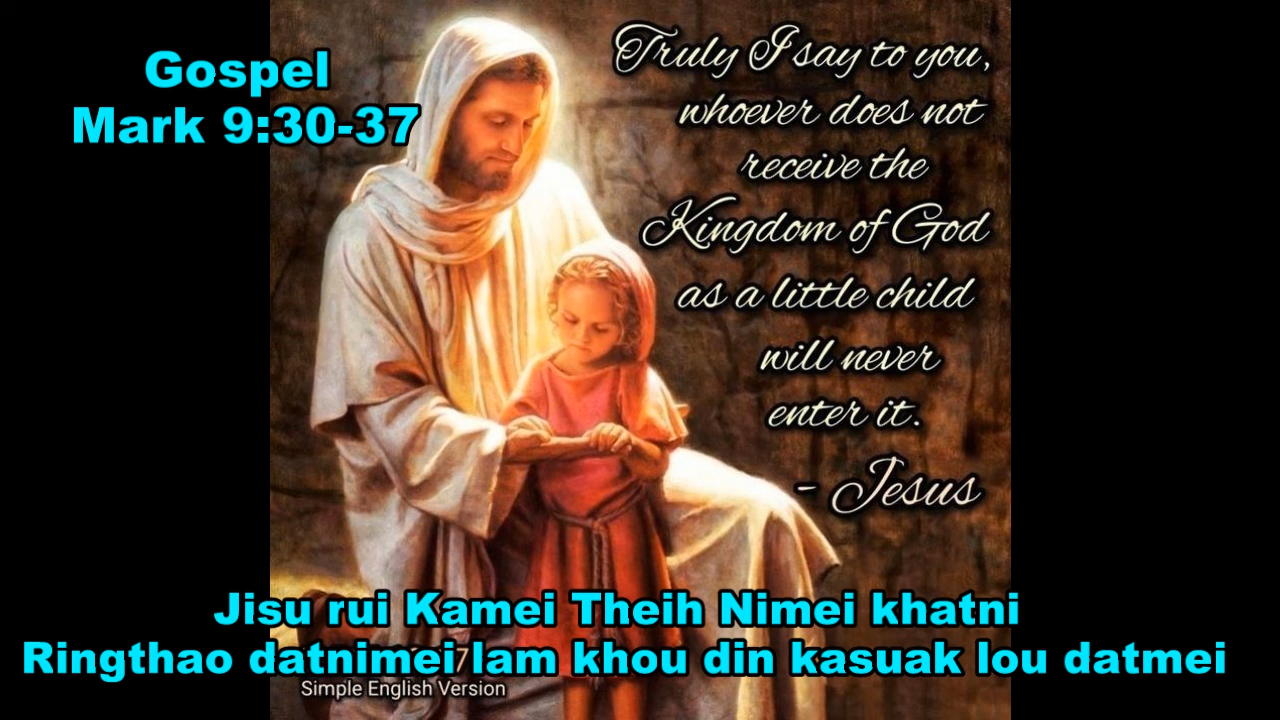 Gospel
Mark 9:30-37
Truly I say to you,
whoever does not
receive the
Kingdom of God
as a little child
will never
enter it.
- Jesus
Jisu rui Kamei Theih Nimei khatni
Ringthao datnimei lam khou din kasuak lou datmei
Simple English Version